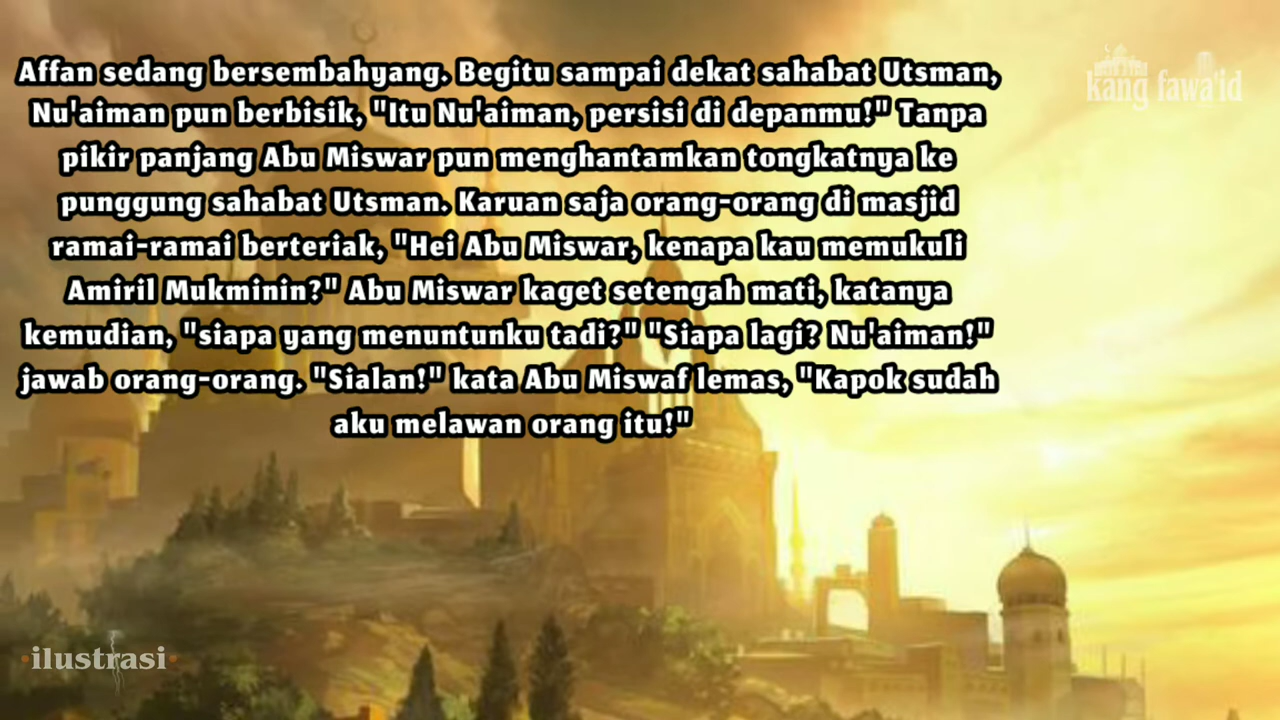 Affan sedang bersembahyang. Begitu sampai dekat sahabat Utsman,
Nu'aiman pun berbisik, "Itu Nu'aiman, persisi di depanmu!" Tanpa
pikir panjang Abu Miswar pun menghantamkan tongkatnya ke
punggung sahabat Utsman. Karuan saja orang-orang di masjid
ramai-ramai berteriak, "Hei Abu Miswar, kenapa kau memukuli
Amiril Mukminin?" Abu Miswar kaget setengah mati, katanya
kemudian, "siapa yang menuntunku tadi?" "Siapa lagi? Nu'aiman!"
jawab orang-orang. "Sialan!" kata Abu Miswaf lemas, "Kapok sudah
aku melawan orang itu!"
kang fawa'id
•ilustrasi•